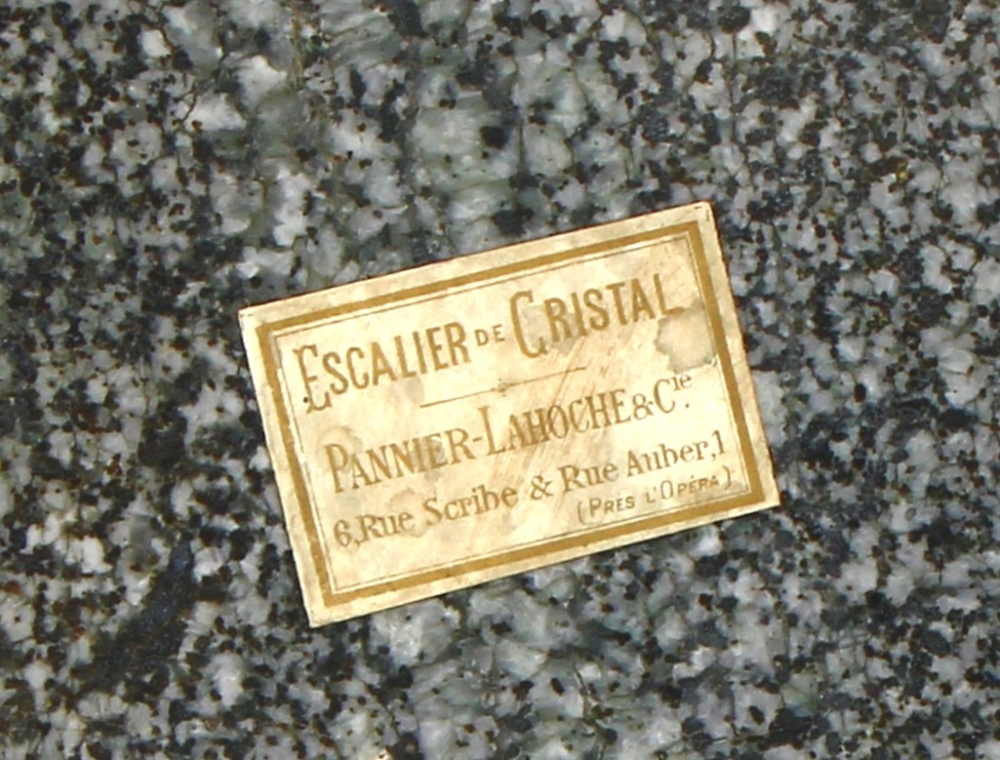 ESCALIER DE CRISTAL
PANNIER-LAHOCHE & Cie.
6, Rue Scribe & Rue Auber, 1
(PRÈS L'OPÉRA)